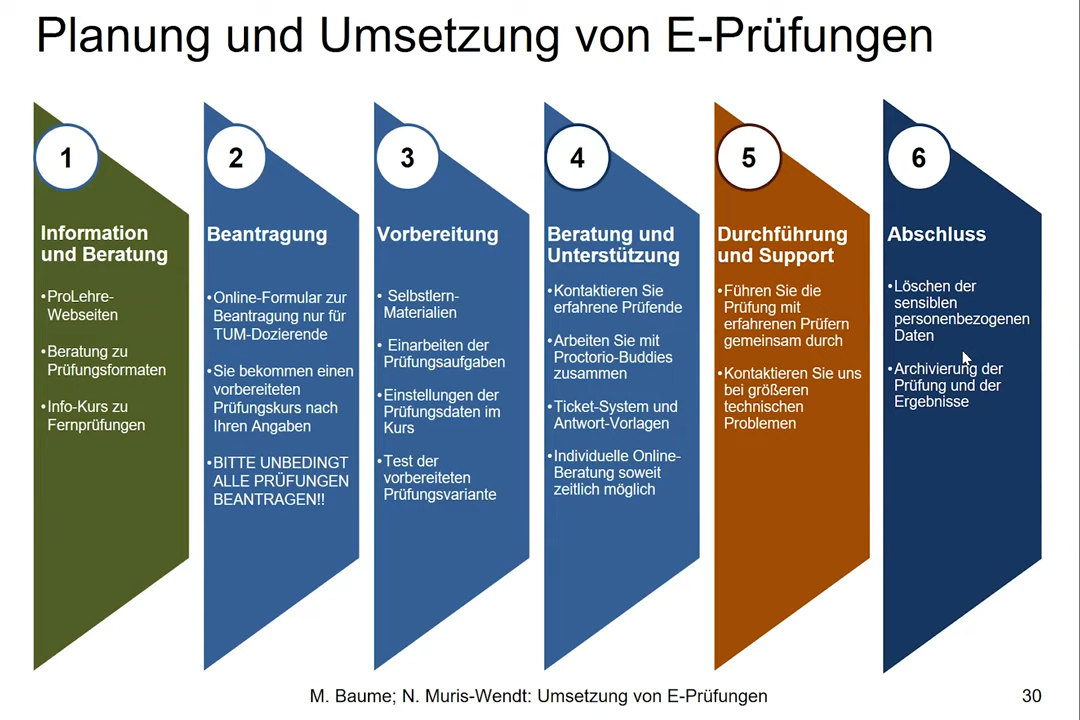 Planung und Umsetzung von E-Prüfungen
1
Information
und Beratung
•ProLehre-
Webseiten
•Beratung zu
Prüfungsformaten
•Info-Kurs zu
Fernprüfungen
2
Beantragung
•Online-Formular zur
Beantragung nur für
TUM-Dozierende
•Sie bekommen einen
vorbereiteten
Prüfungskurs nach
Ihren Angaben
•BITTE UNBEDINGT
ALLE PRÜFUNGEN
BEANTRAGEN!!
3
Vorbereitung
• Selbstlern-
Materialien
• Einarbeiten der
Prüfungsaufgaben
•Einstellungen der
Prüfungsdaten im
Kurs
•Test der
vorbereiteten
Prüfungsvariante
4
Beratung und
Unterstützung
•Kontaktieren Sie
erfahrene Prüfende
•Arbeiten Sie mit
Proctorio-Buddies
zusammen
•Ticket-System und
Antwort-Vorlagen
•Individuelle Online-
Beratung soweit
zeitlich möglich
5
Durchführung
und Support
•Führen Sie die
Prüfung mit
erfahrenen Prüfern
gemeinsam durch
•Kontaktieren Sie uns
bei größeren
technischen
Problemen
6
Abschluss
•Löschen der
sensiblen
personenbezogenen
Daten
•Archivierung der
Prüfung und der
Ergebnisse
M. Baume; N. Muris-Wendt: Umsetzung von E-Prüfungen
30